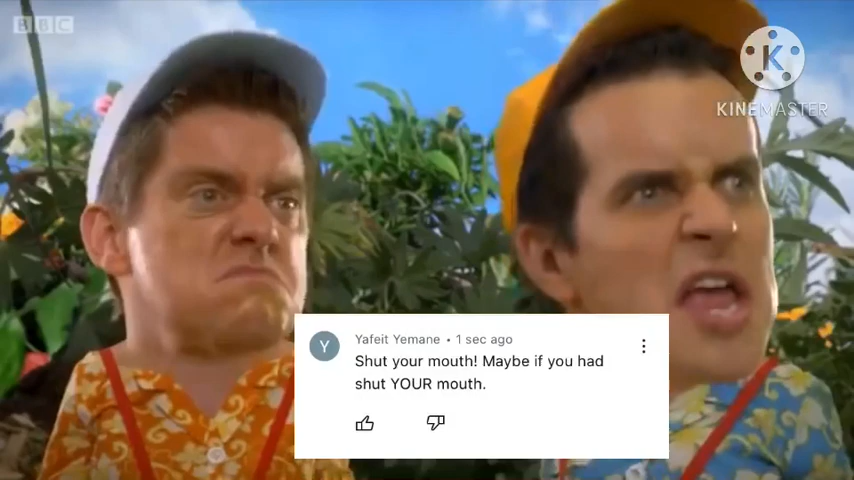 BBC
KINEMASTER
Y
Yafeit Yemane • 1 sec ago
Shut your mouth! Maybe if you had
shut YOUR mouth.